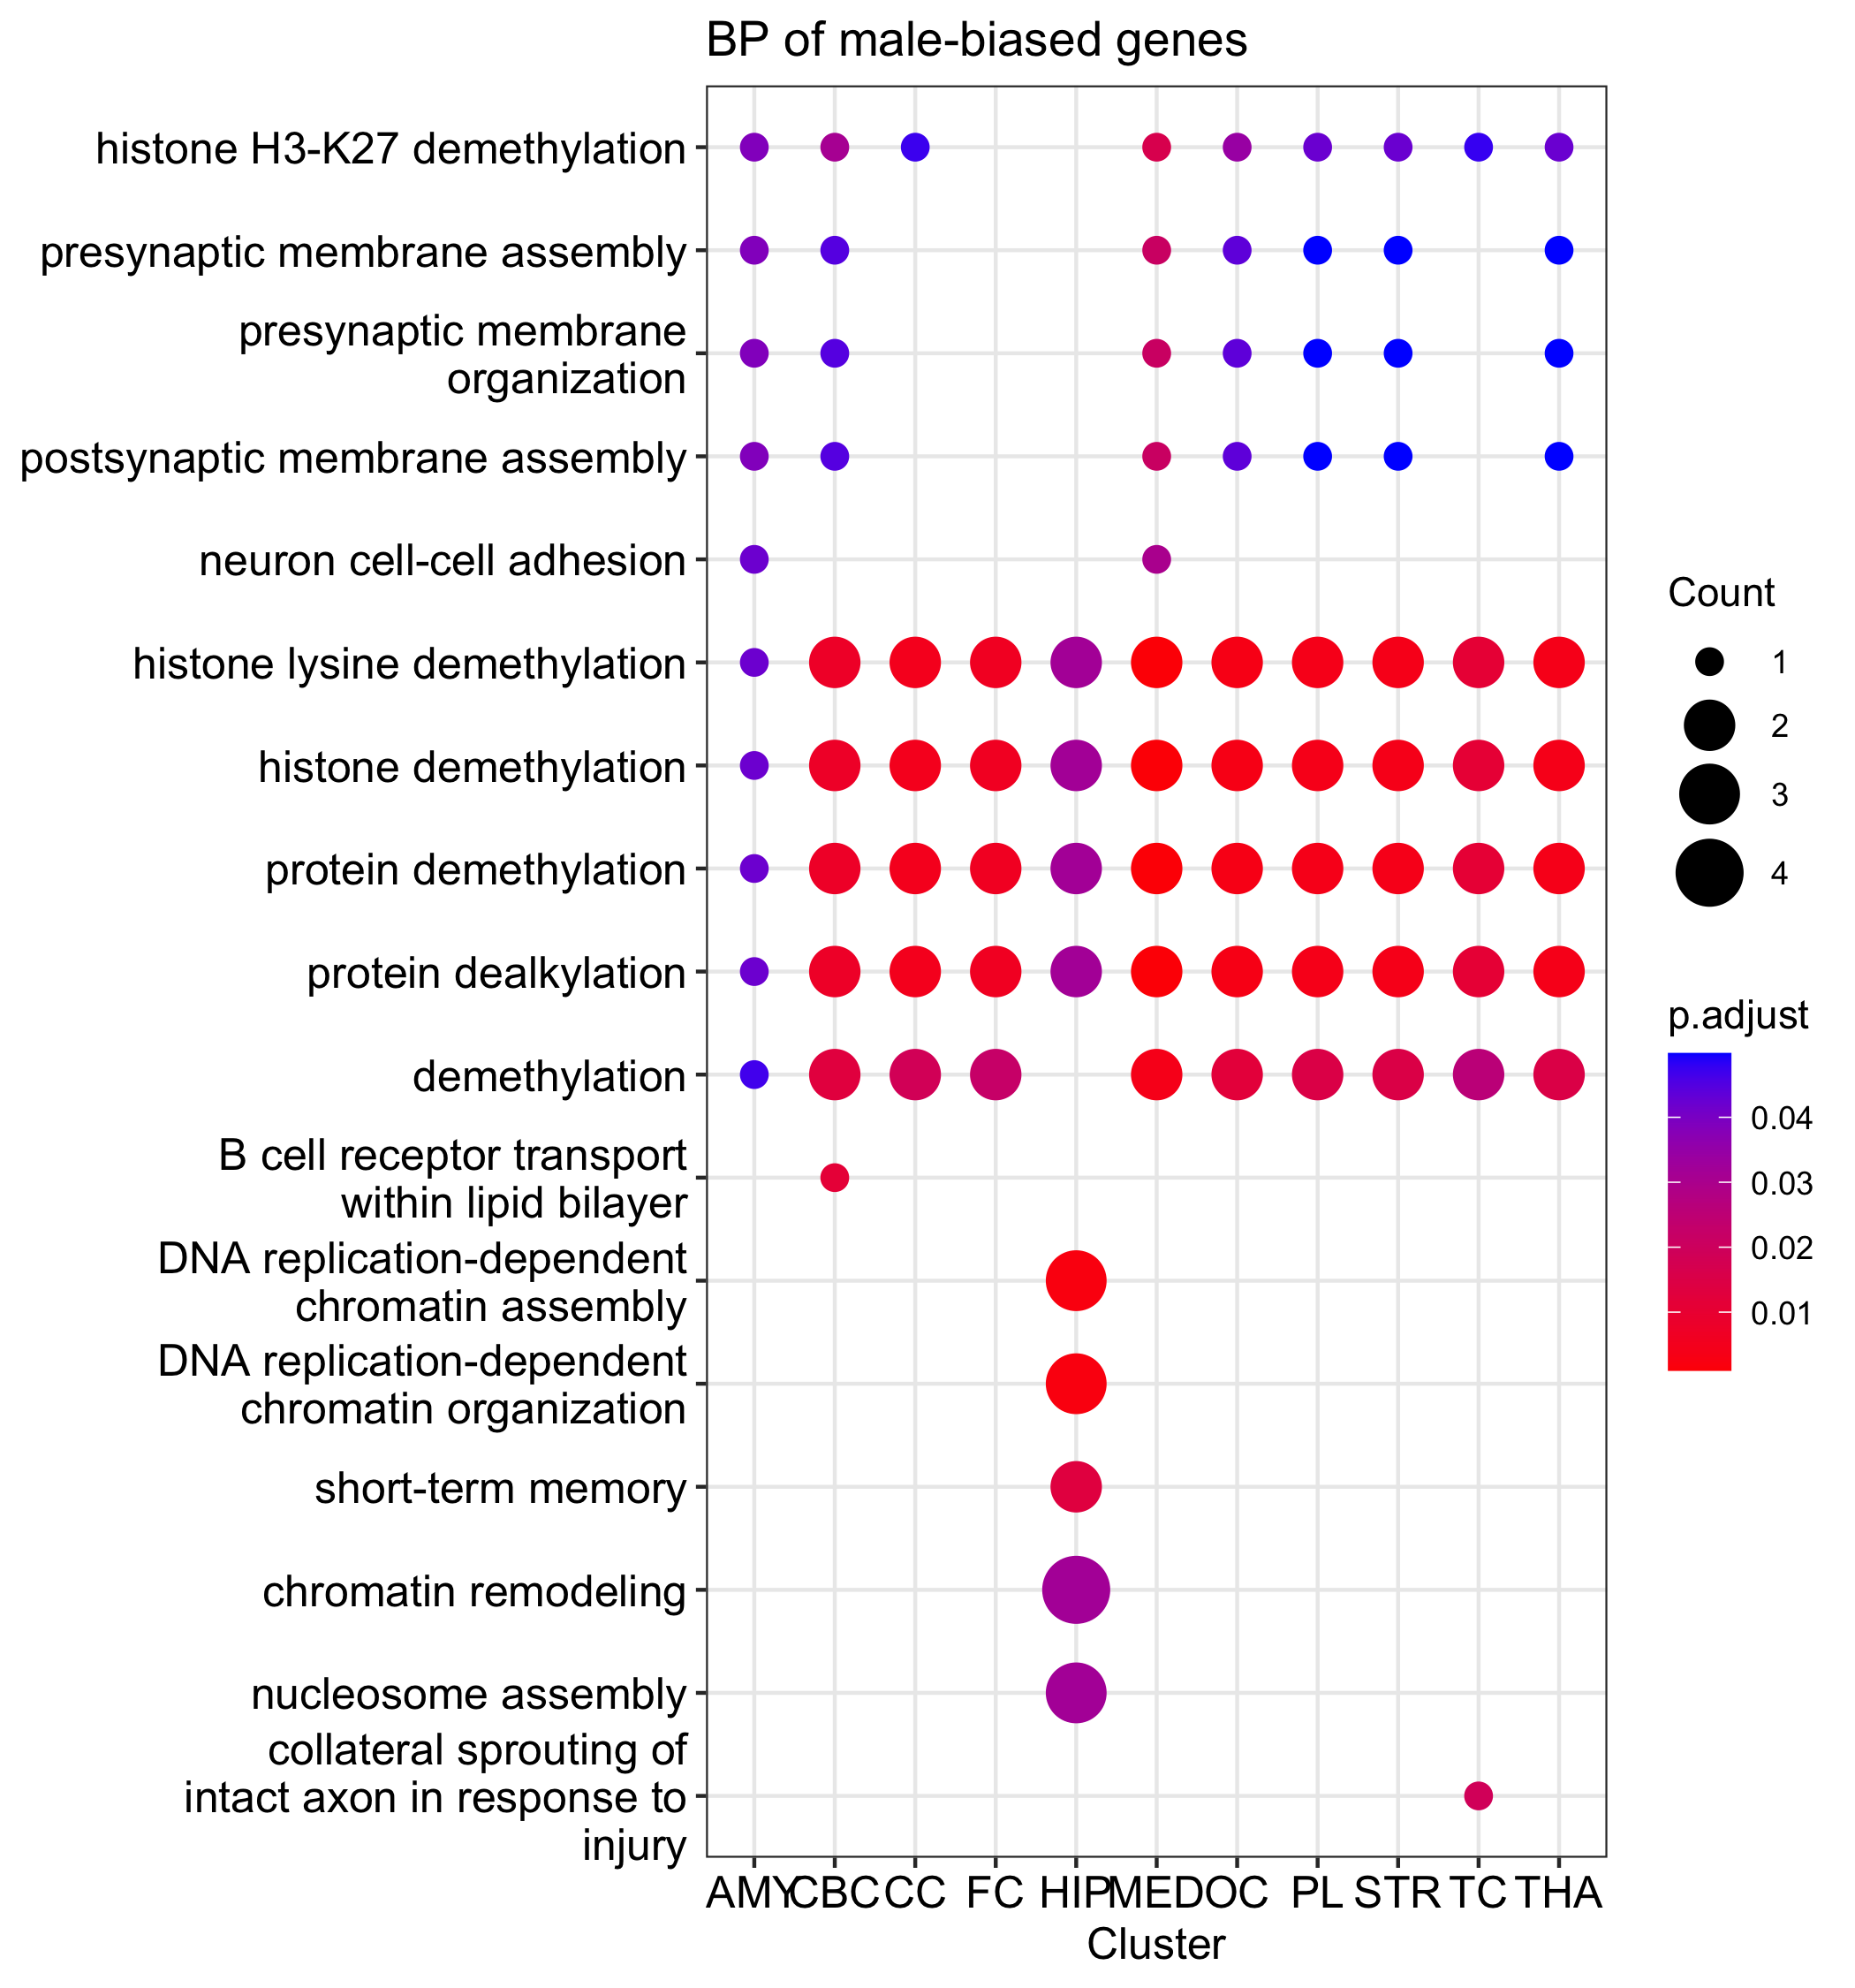 BP of male-biased genes
histone H3-K27 demethylation
presynaptic membrane assembly
presynaptic membrane
organization
postsynaptic membrane assembly
neuron cell-cell adhesion
histone lysine demethylation
histone demethylation
protein demethylation
protein dealkylation
demethylation
B cell receptor transport
within lipid bilayer
DNA replication-dependent
chromatin assembly
DNA replication-dependent
chromatin organization
short-term memory
chromatin remodeling
nucleosome assembly
collateral sprouting of
intact axon in response to
injury
AMY CBC CC FC HIP MED OC PL STR TC THA
Cluster
Count
1
2
3
4
p.adjust
0.04
0.03
0.02
0.01